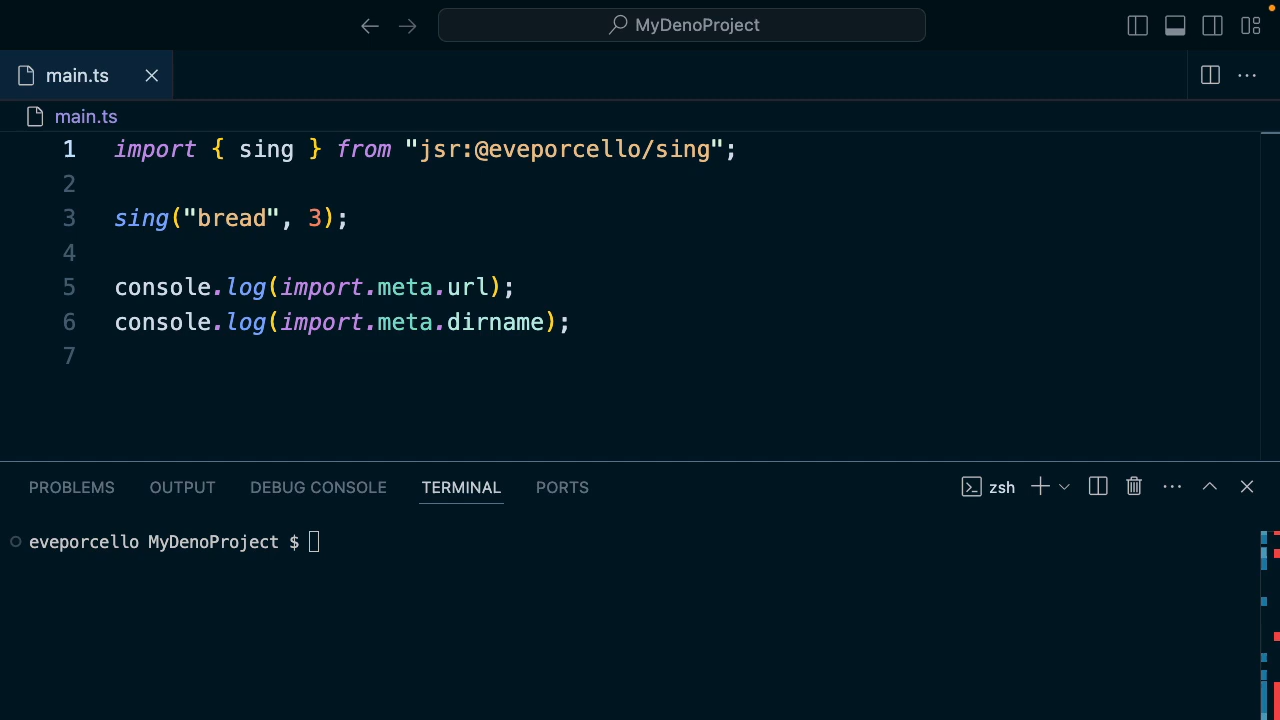 MyDenoProject
main.ts
main.ts
1 import { sing } from "jsr:@eveporcello/sing";
2
3 sing("bread", 3);
4
5 console.log(import.meta.url);
6 console.log(import.meta.dirname);
7
PROBLEMS OUTPUT DEBUG CONSOLE TERMINAL PORTS zsh
eveporcello MyDenoProject $